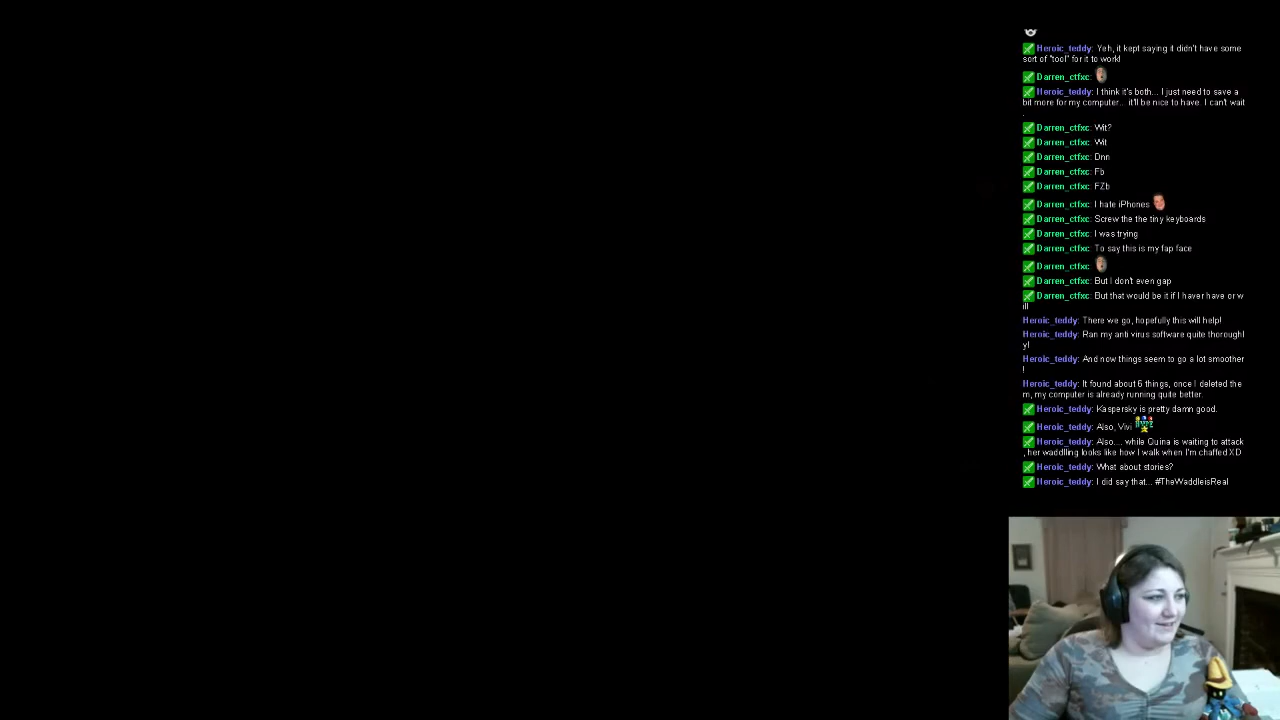 Heroic_teddy: Yeh, it kept saying it didn't have some
sort of "tool" for it to work!
Darren_ctfxc:
Heroic_teddy: I think it's both... I just need to save a
bit more for my computer... it'll be nice to have. I can't wait
.
Darren_ctfxc: Wit?
Darren_ctfxc: Wit
Darren_ctfxc: Dnn
Darren_ctfxc: Fb
Darren_ctfxc: FZb
Darren_ctfxc: I hate iPhones
Darren_ctfxc: Screw the the tiny keyboards
Darren_ctfxc: I was trying
Darren_ctfxc: To say this is my fap face
Darren_ctfxc:
Darren_ctfxc: But I don't even gap
Darren_ctfxc: But that would be it if I haver have or w
ill
Heroic_teddy: There we go, hopefully this will help!
Heroic_teddy: Ran my anti virus software quite thoroughl
y!
Heroic_teddy: And now things seem to go a lot smoother
!
Heroic_teddy: It found about 6 things, once I deleted the
m, my computer is already running quite better.
Heroic_teddy: Kaspersky is pretty damn good.
Heroic_teddy: Also, Vivi
Heroic_teddy: Also.... while Quina is waiting to attack
, her waddling looks like how I walk when I'm chaffed XD
Heroic_teddy: What about stories?
Heroic_teddy: I did say that... #TheWaddleisReal